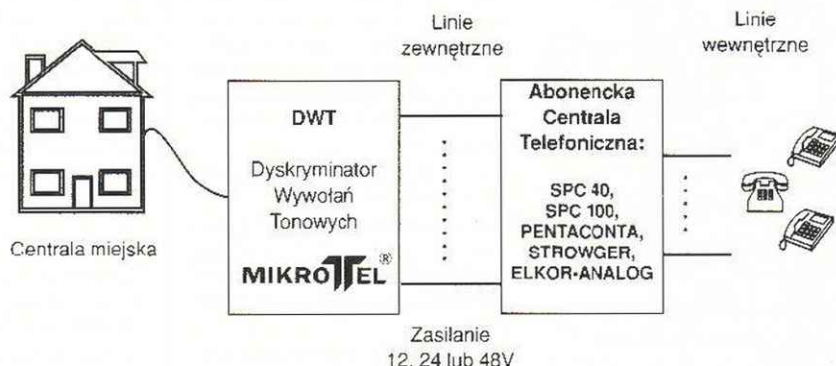 Linie
zewnętrzne
Linie
wewnętrzne
Centrala miejska
DWT
Dyskryminator
Wywołań
Tonowych
MIKROTEL®
Abonencka
Centrala
Telefoniczna:
SPC 40,
SPC 100,
PENTACONTA,
STROWGER,
ELKOR-ANALOG
Zasilanie
12, 24 lub 48V